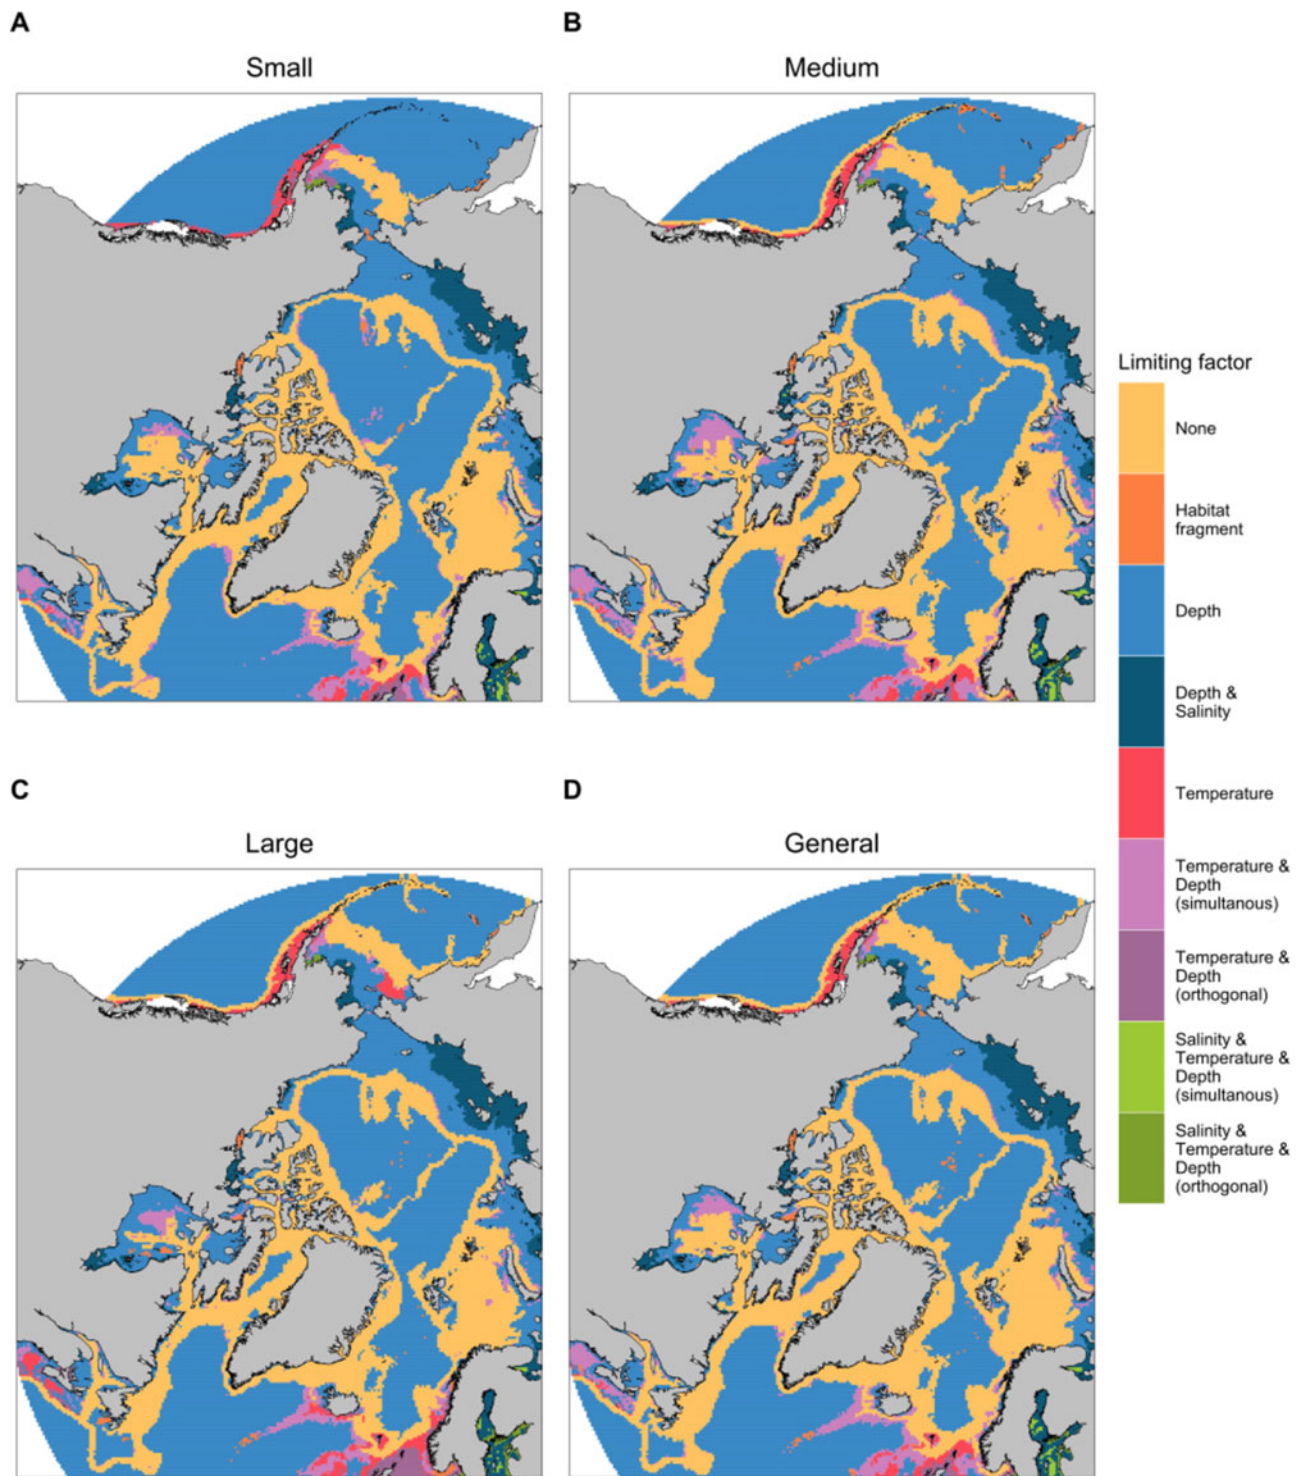 A
B
Small
Medium
C
D
Large
General
Limiting factor
None
Habitat
fragment
Depth
Depth &
Salinity
Temperature
Temperature &
Depth
(simultanous)
Temperature &
Depth
(orthogonal)
Salinity &
Temperature &
Depth
(simultanous)
Salinity &
Temperature &
Depth
(orthogonal)